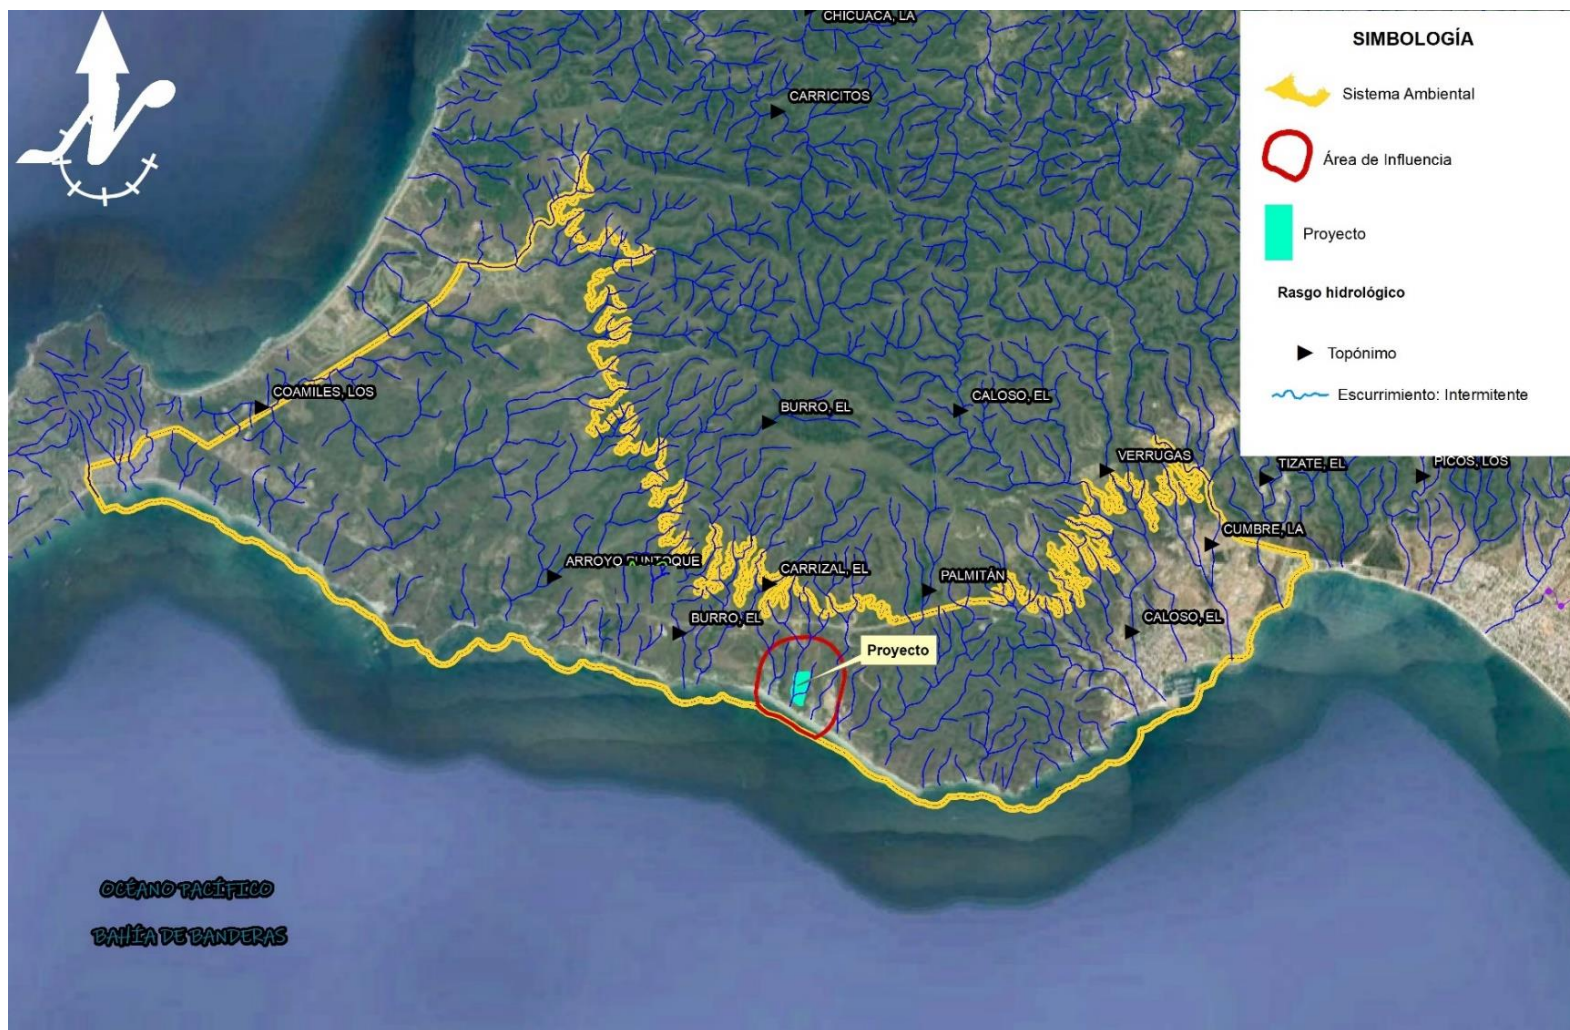 CHICUACA, LA
SIMBOLOGÍA
Sistema Ambiental
Área de Influencia
Proyecto
Rasgo hidrológico
Topónimo
Escurrimiento: Intermitente
CARRICITOS
COAMILES, LOS
BURRO, EL
CALOSO, EL
VERRUGAS
TIZATE, EL
PICOS, LOS
CUMBRE, LA
ARROYO PUNTOQUE
CARRIZAL, EL
PALMITÁN
BURRO, EL
CALOSO, EL
Proyecto
OCÉANO PACÍFICO
BAHÍA DE BANDERAS